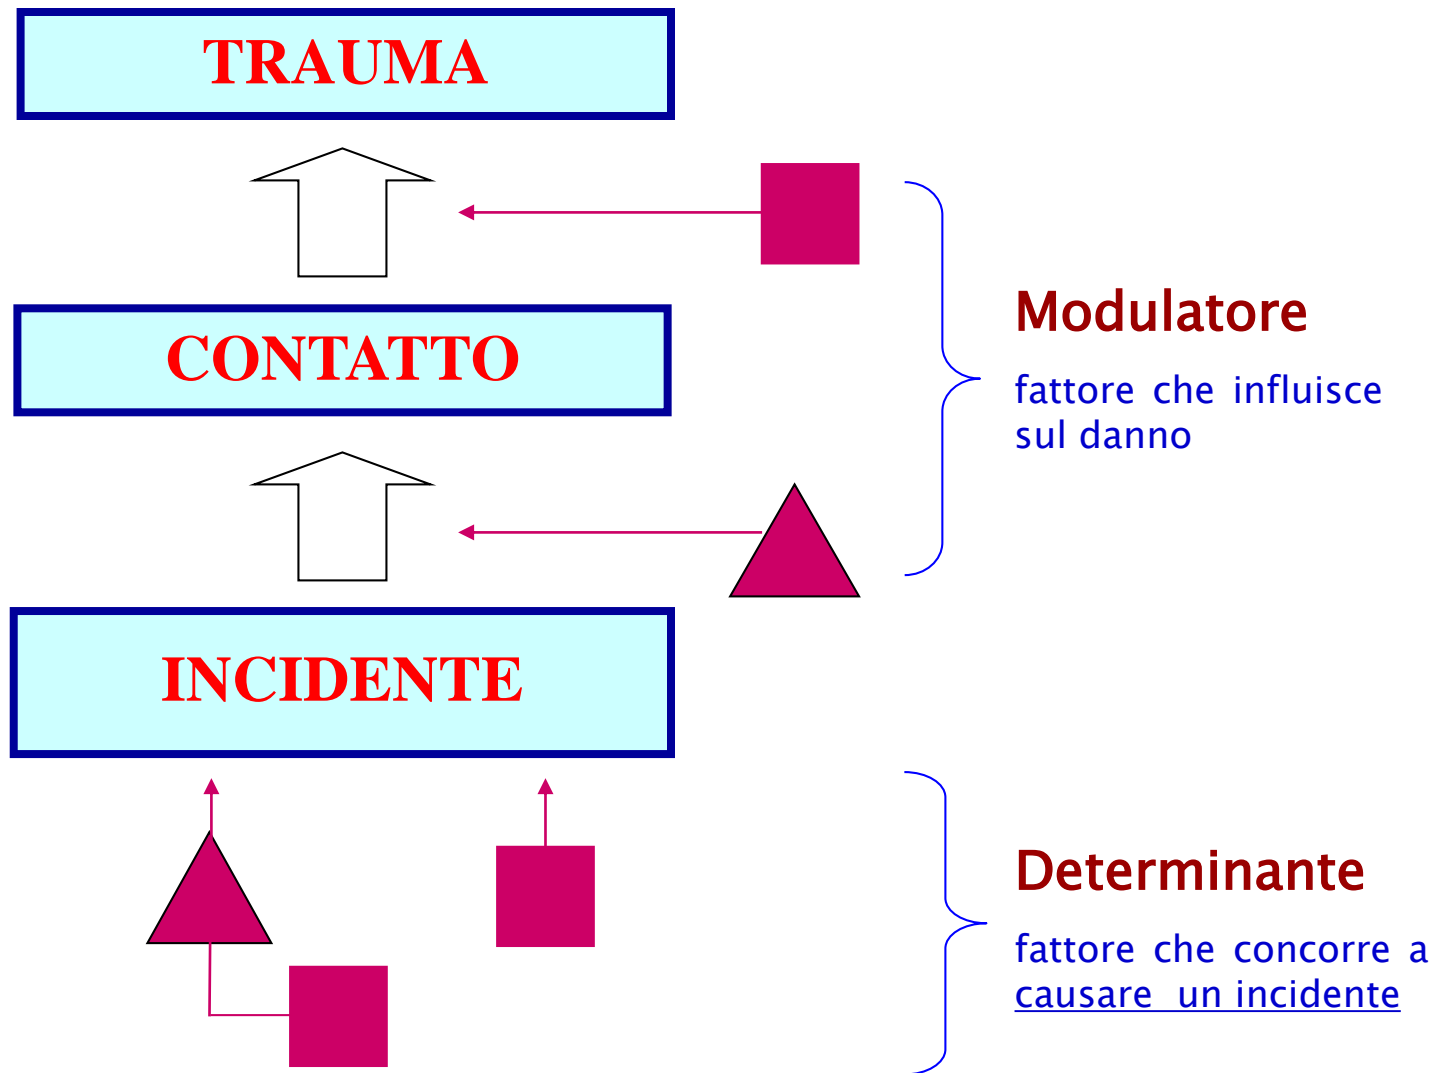 TRAUMA
CONTATTO
Modulatore
fattore che influisce
sul danno
INCIDENTE
Determinante
fattore che concorre a
causare un incidente